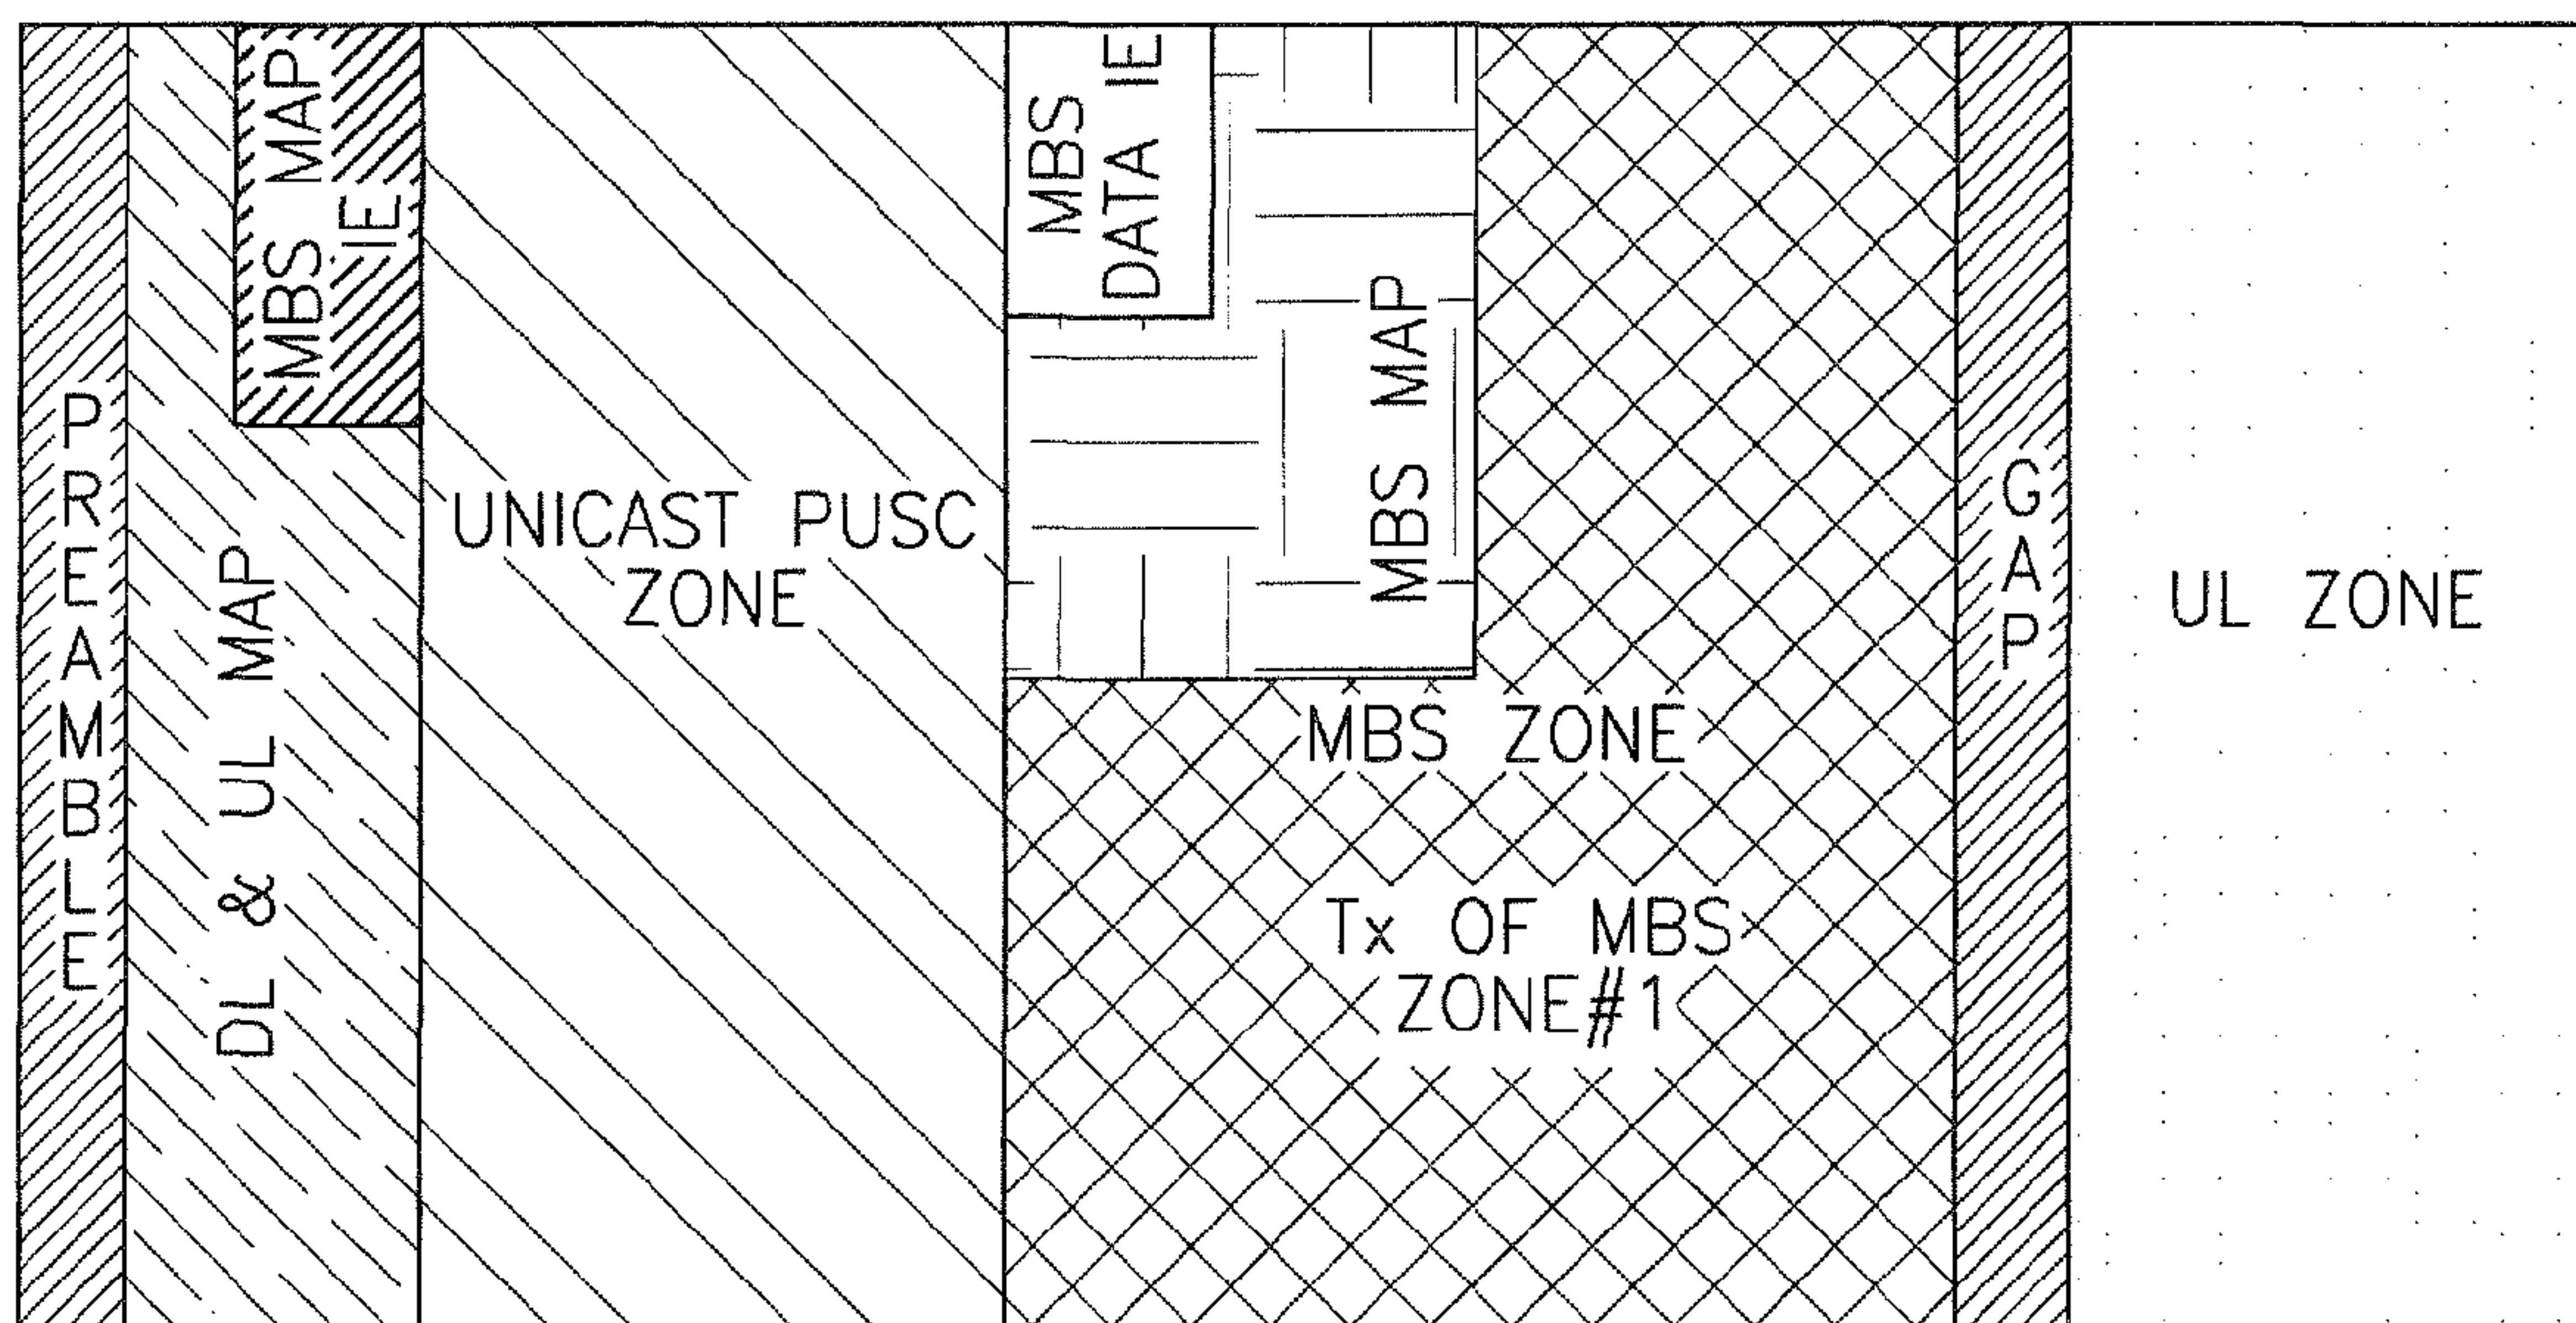 PREAMBLE
DL & UL MAP
MBS MAP
IE
UNICAST PUSC
ZONE
MBS
DATA IE
MBS MAP
MBS ZONE
Tx OF MBS
ZONE#1
GAP
UL ZONE